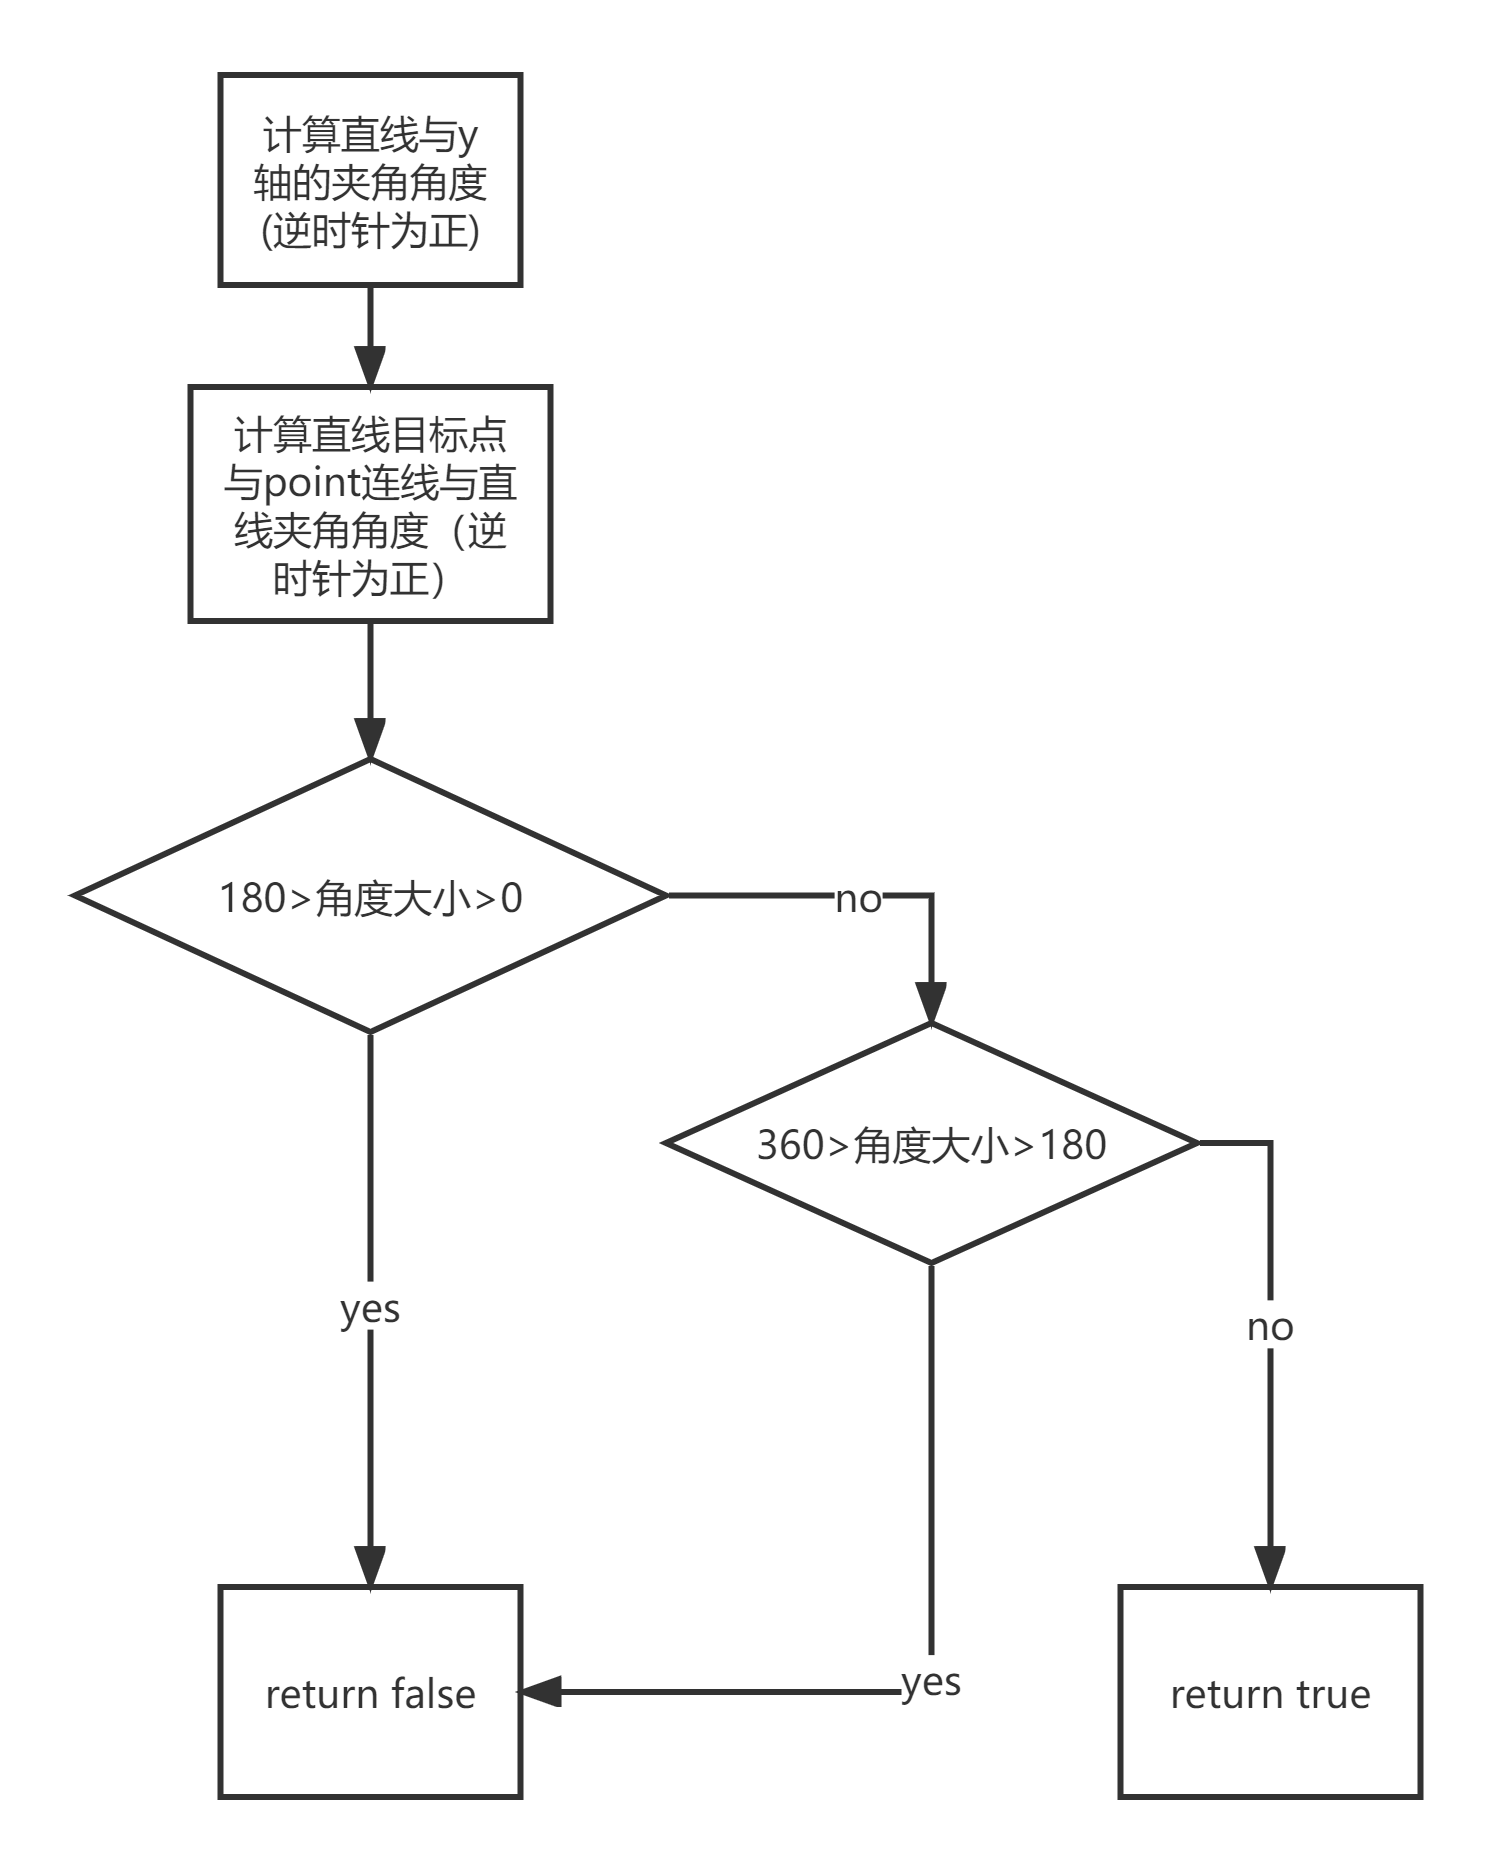 计算直线与y
轴的夹角角度
(逆时针为正)
计算直线目标点
与point连线与直
线夹角角度（逆
时针为正）
180>角度大小>0
no
360>角度大小>180
yes
no
yes
return false
return true